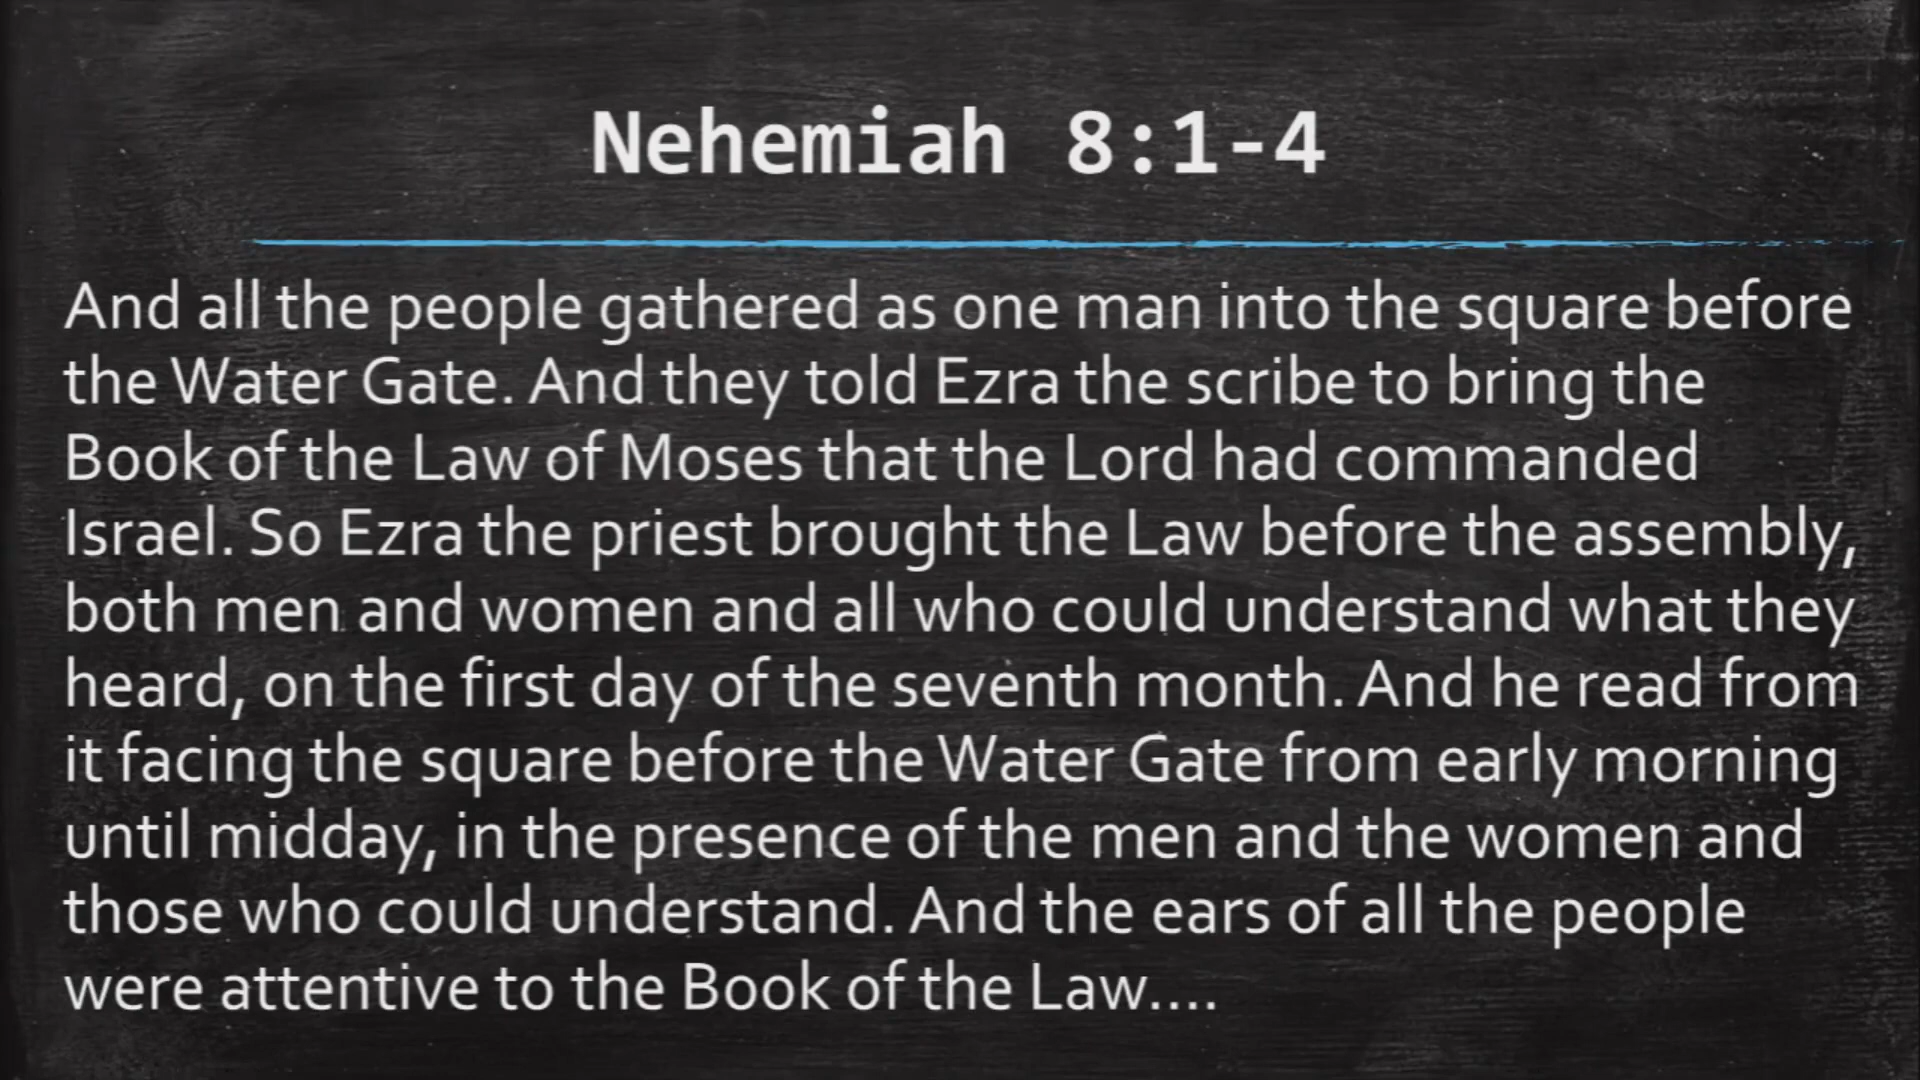 Nehemiah 8:1-4
And all the people gathered as one man into the square before
the Water Gate. And they told Ezra the scribe to bring the
Book of the Law of Moses that the Lord had commanded
Israel. So Ezra the priest brought the Law before the assembly,
both men and women and all who could understand what they
heard, on the first day of the seventh month. And he read from
it facing the square before the Water Gate from early morning
until midday, in the presence of the men and the women and
those who could understand. And the ears of all the people
were attentive to the Book of the Law....